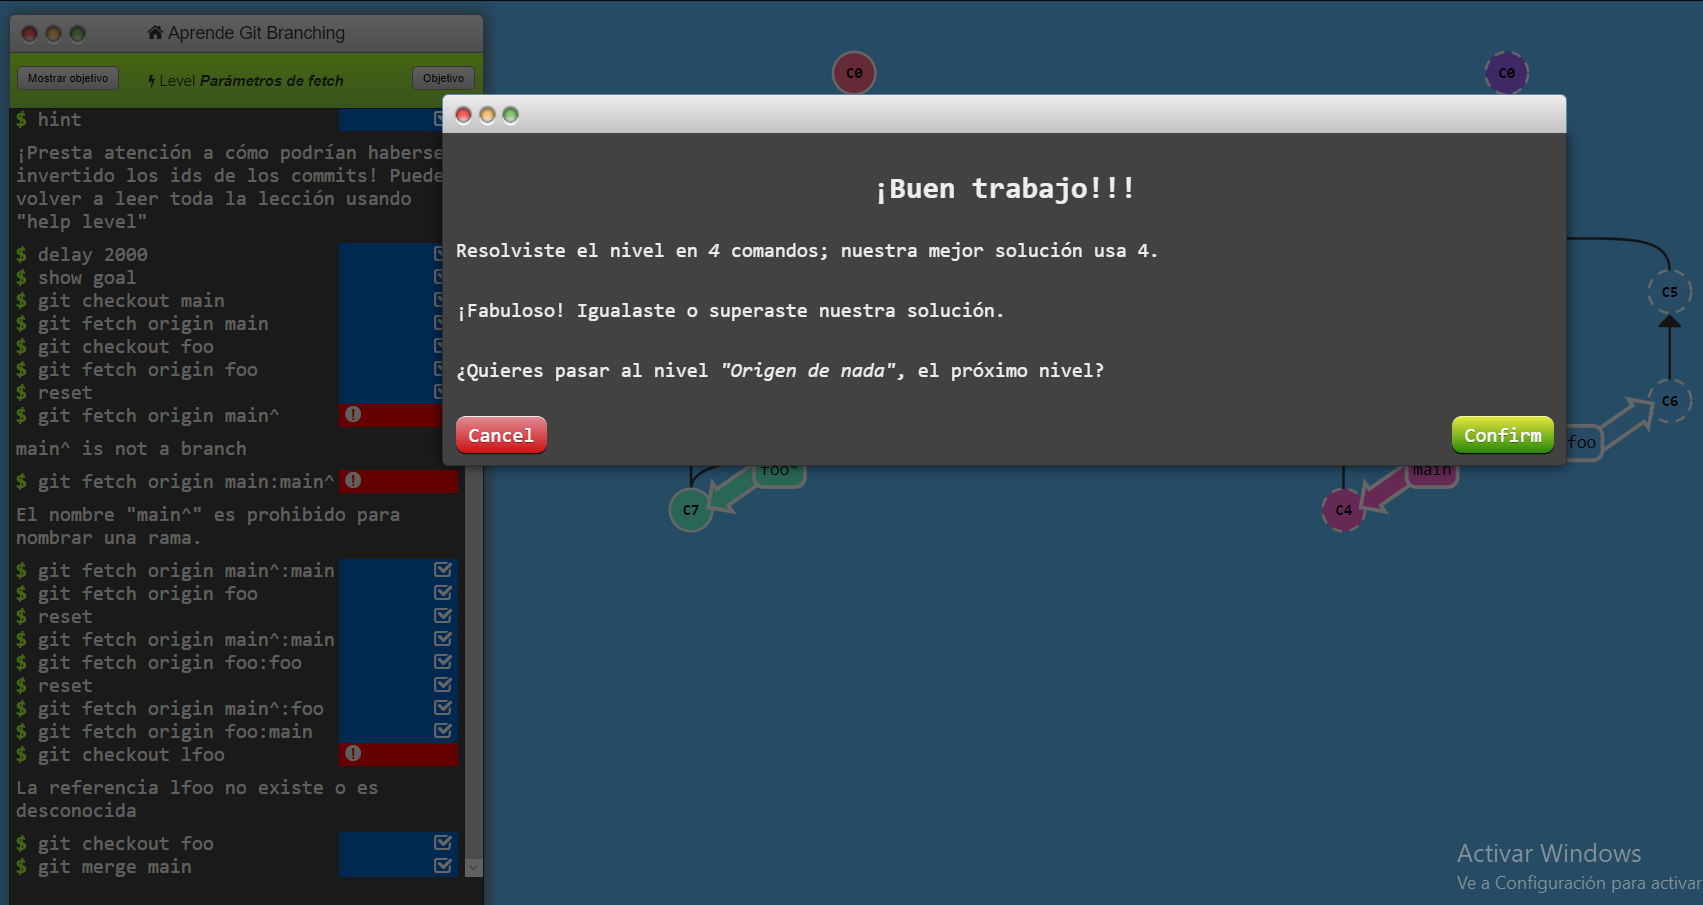 Aprende Git Branching
Mostrar objetivo
Level Parámetros de fetch
Objetivo
$ hint
¡Presta atención a cómo podrían haberse
invertido los ids de los commits! Puede
volver a leer toda la lección usando
"help level"
$ delay 2000
$ show goal
$ git checkout main
$ git fetch origin main
$ git checkout foo
$ git fetch origin foo
$ reset
$ git fetch origin main^
main^ is not a branch
$ git fetch origin main:main^
El nombre "main^" es prohibido para
nombrar una rama.
$ git fetch origin main^:main
$ git fetch origin foo
$ reset
$ git fetch origin main^:main
$ git fetch origin foo:foo
$ reset
$ git fetch origin main^:foo
$ git fetch origin foo:main
$ git checkout lfoo
La referencia lfoo no existe o es
desconocida
$ git checkout foo
$ git merge main
C0
C0
¡Buen trabajo!!!
Resolviste el nivel en 4 comandos; nuestra mejor solución usa 4.
¡Fabuloso! Igualaste o superaste nuestra solución.
¿Quieres pasar al nivel "Origen de nada", el próximo nivel?
Cancel
Confirm
C5
C6
foo
foo*
main
C7
C4
Activar Windows
Ve a Configuración para activar